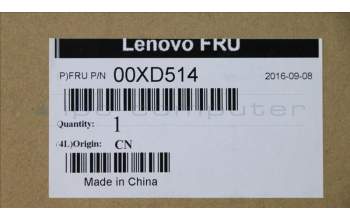 Lenovo FRU
P)FRU P/N 00XD514 2016-09-08
Quantity: 1
4L)Origin: CN
Made in China